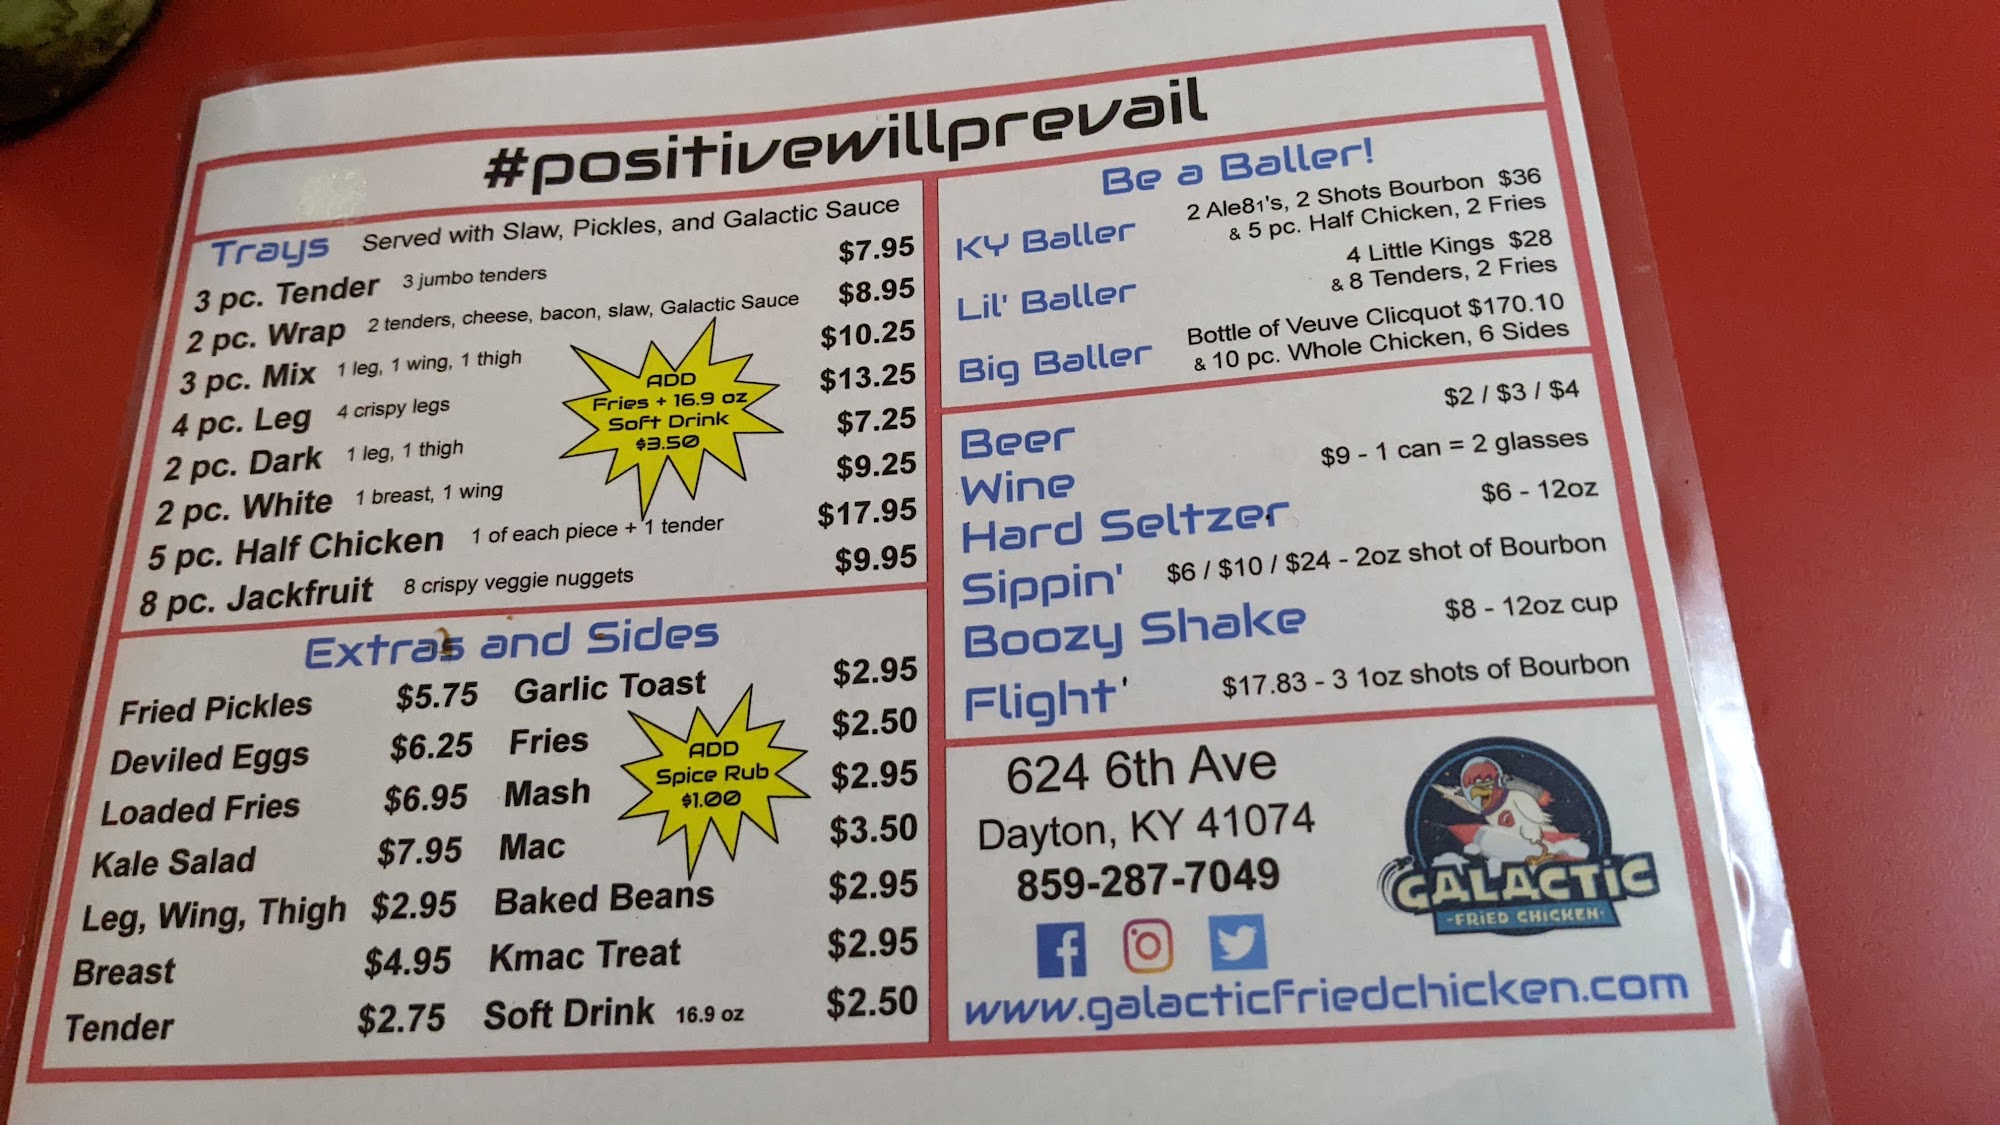 #positivewillprevail
Trays Served with Slaw, Pickles, and Galactic Sauce
3 pc. Tender 3 jumbo tenders $7.95
2 pc. Wrap 2 tenders, cheese, bacon, slaw, Galactic Sauce $8.95
3 pc. Mix 1 leg, 1 wing, 1 thigh $10.25
4 pc. Leg 4 crispy legs $13.25
2 pc. Dark 1 leg, 1 thigh $7.25
2 pc. White 1 breast, 1 wing $9.25
5 pc. Half Chicken 1 of each piece + 1 tender $17.95
8 pc. Jackfruit 8 crispy veggie nuggets $9.95
ADD
Fries + 16.9 oz
Soft Drink
$3.50
Extras and Sides
Fried Pickles $5.75 Garlic Toast $2.95
Deviled Eggs $6.25 Fries $2.50
Loaded Fries $6.95 Mash $2.95
Kale Salad $7.95 Mac $3.50
Leg, Wing, Thigh $2.95 Baked Beans $2.95
Breast $4.95 Kmac Treat $2.95
Tender $2.75 Soft Drink 16.9 oz $2.50
ADD
Spice Rub
$1.00
Be a Baller!
KY Baller 2 Ale81's, 2 Shots Bourbon $36
& 5 pc. Half Chicken, 2 Fries
Lil' Baller 4 Little Kings $28
& 8 Tenders, 2 Fries
Big Baller Bottle of Veuve Clicquot $170.10
& 10 pc. Whole Chicken, 6 Sides
Beer $2 / $3 / $4
Wine $9 - 1 can = 2 glasses
Hard Seltzer $6 - 12oz
Sippin' $6 / $10 / $24 - 2oz shot of Bourbon
Boozy Shake $8 - 12oz cup
Flight' $17.83 - 3 1oz shots of Bourbon
624 6th Ave
Dayton, KY 41074
859-287-7049
GALACTIC
-FRIED CHICKEN-
www.galacticfriedchicken.com